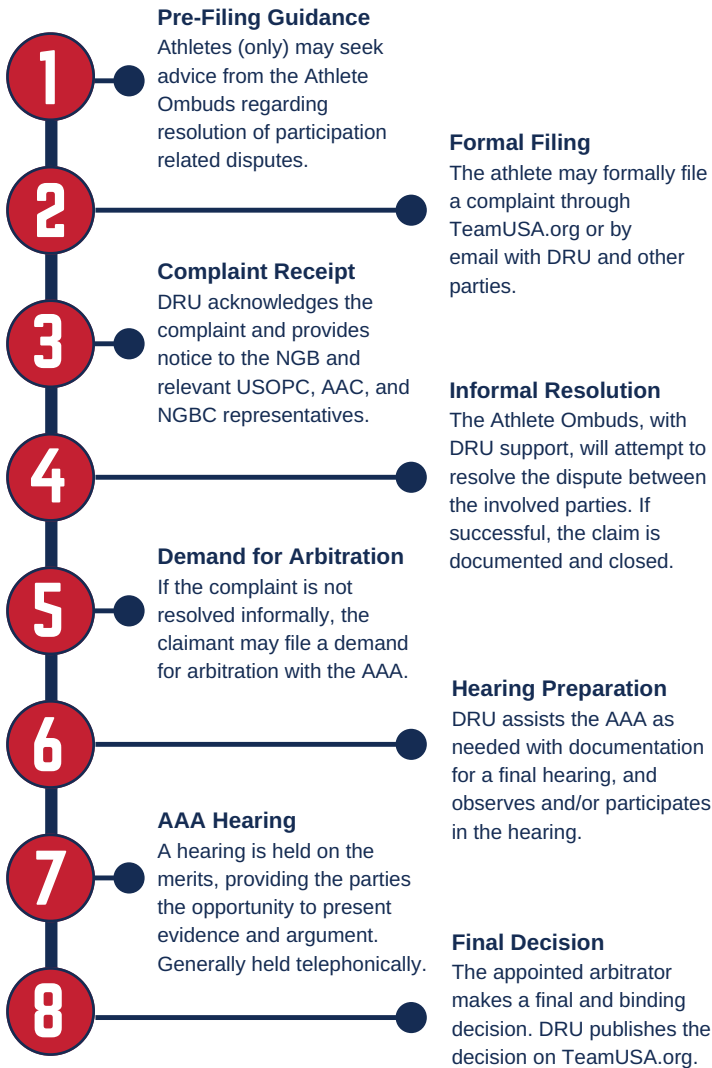 1
Pre-Filing Guidance
Athletes (only) may seek
advice from the Athlete
Ombuds regarding
resolution of participation
related disputes.
2
Formal Filing
The athlete may formally file
a complaint through
TeamUSA.org or by
email with DRU and other
parties.
3
Complaint Receipt
DRU acknowledges the
complaint and provides
notice to the NGB and
relevant USOPC, AAC, and
NGBC representatives.
4
Informal Resolution
The Athlete Ombuds, with
DRU support, will attempt to
resolve the dispute between
the involved parties. If
successful, the claim is
documented and closed.
5
Demand for Arbitration
If the complaint is not
resolved informally, the
claimant may file a demand
for arbitration with the AAA.
6
Hearing Preparation
DRU assists the AAA as
needed with documentation
for a final hearing, and
observes and/or participates
in the hearing.
7
AAA Hearing
A hearing is held on the
merits, providing the parties
the opportunity to present
evidence and argument.
Generally held telephonically.
8
Final Decision
The appointed arbitrator
makes a final and binding
decision. DRU publishes the
decision on TeamUSA.org.